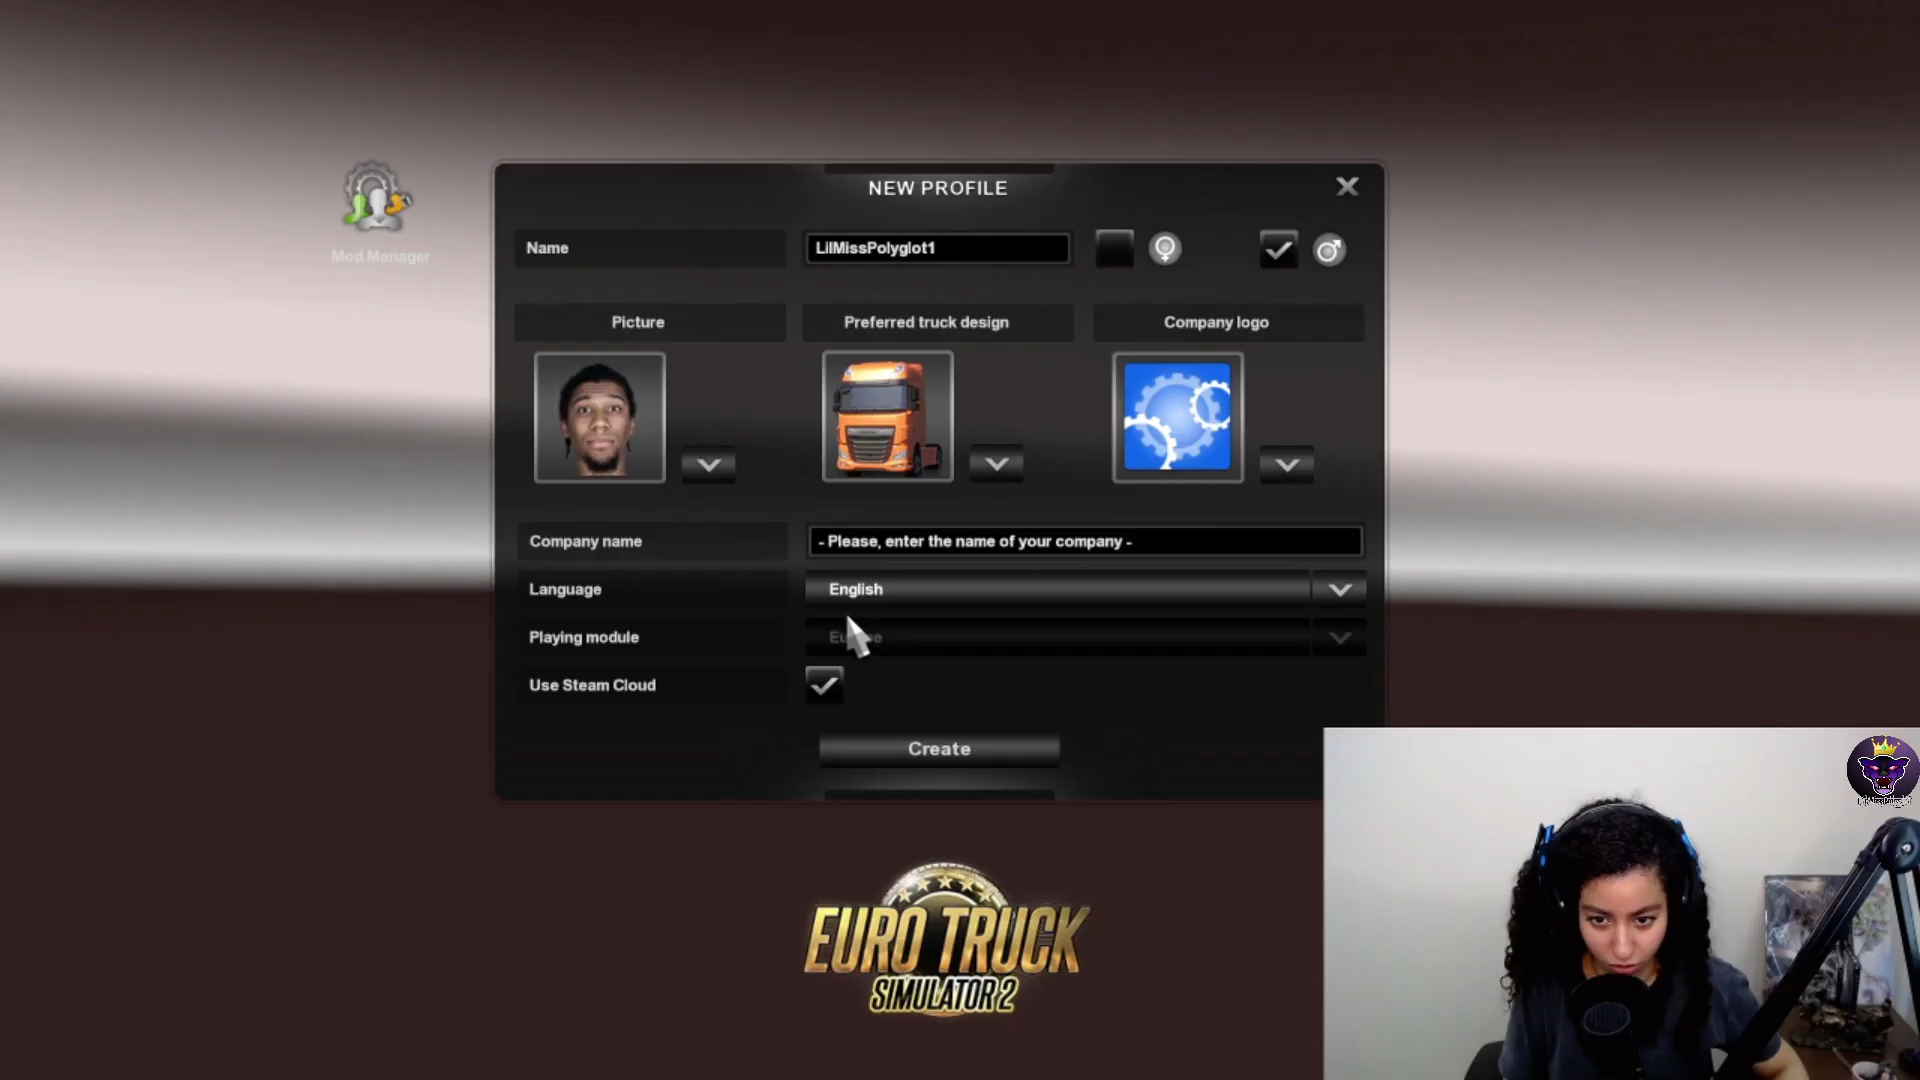 NEW PROFILE
Mod Manager
Name
LilMissPolyglot1
Picture
Preferred truck design
Company logo
Company name
- Please, enter the name of your company -
Language
English
Playing module
Use Steam Cloud
Create
EURO TRUCK
SIMULATOR 2